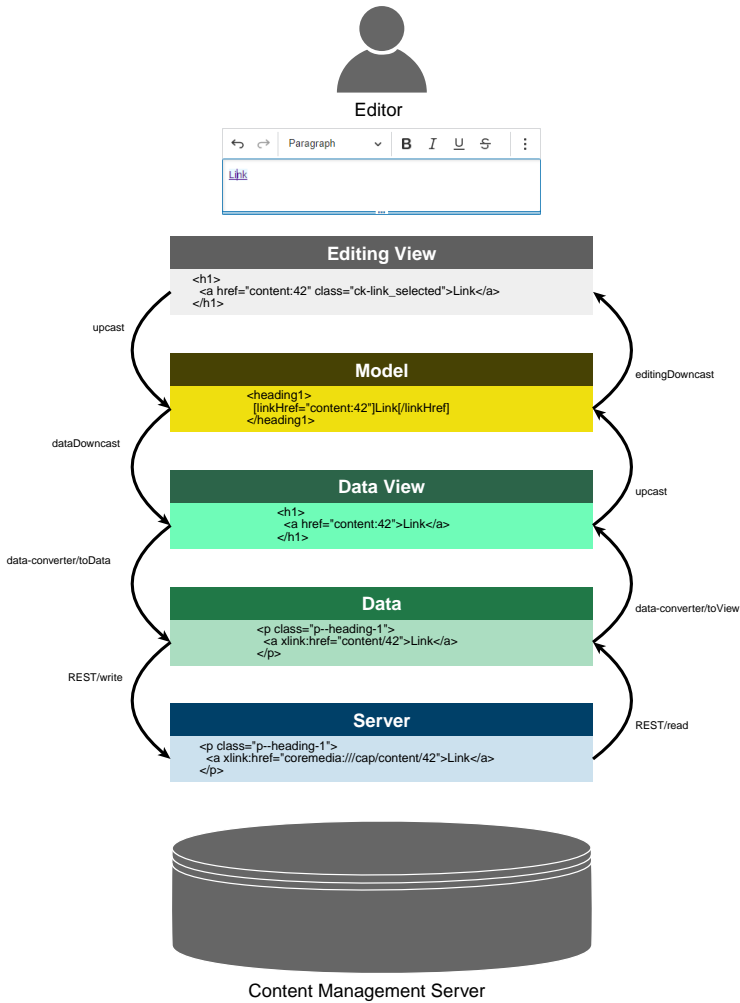 Editor
Paragraph
B I U S
Link
Editing View
<h1>
<a href="content:42" class="ck-link_selected">Link</a>
</h1>
upcast
Model
editingDowncast
<heading1>
[linkHref="content:42"]Link[/linkHref]
</heading1>
dataDowncast
Data View
upcast
<h1>
<a href="content:42">Link</a>
</h1>
data-converter/toData
Data
data-converter/toView
<p class="p--heading-1">
<a xlink:href="content/42">Link</a>
</p>
REST/write
Server
REST/read
<p class="p--heading-1">
<a xlink:href="coremedia:///cap/content/42">Link</a>
</p>
Content Management Server